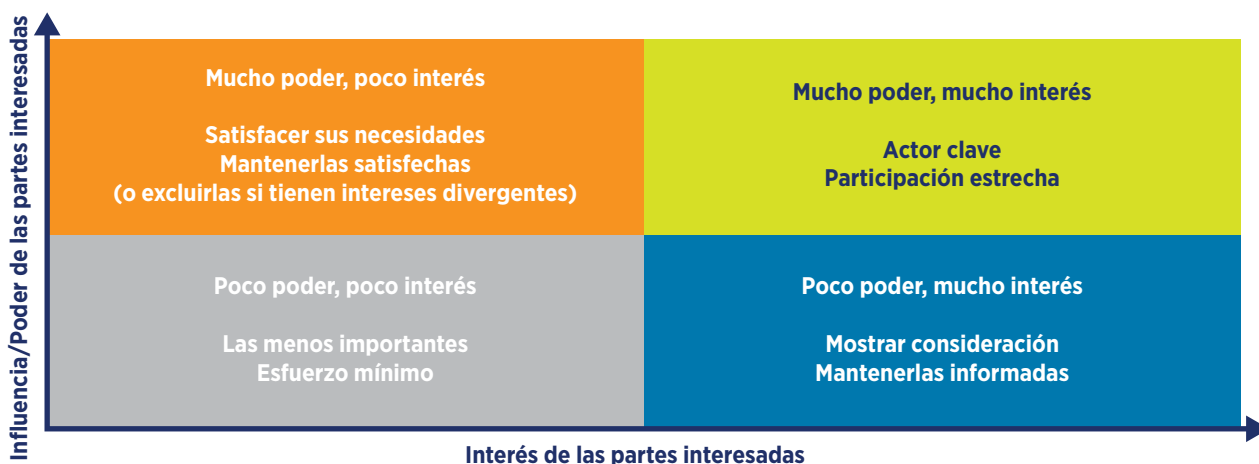 Influencia/Poder de las partes interesadas
Mucho poder, poco interés
Satisfacer sus necesidades
Mantenerlas satisfechas
(o excluirlas si tienen intereses divergentes)
Mucho poder, mucho interés
Actor clave
Participación estrecha
Poco poder, poco interés
Las menos importantes
Esfuerzo mínimo
Poco poder, mucho interés
Mostrar consideración
Mantenerlas informadas
Interés de las partes interesadas